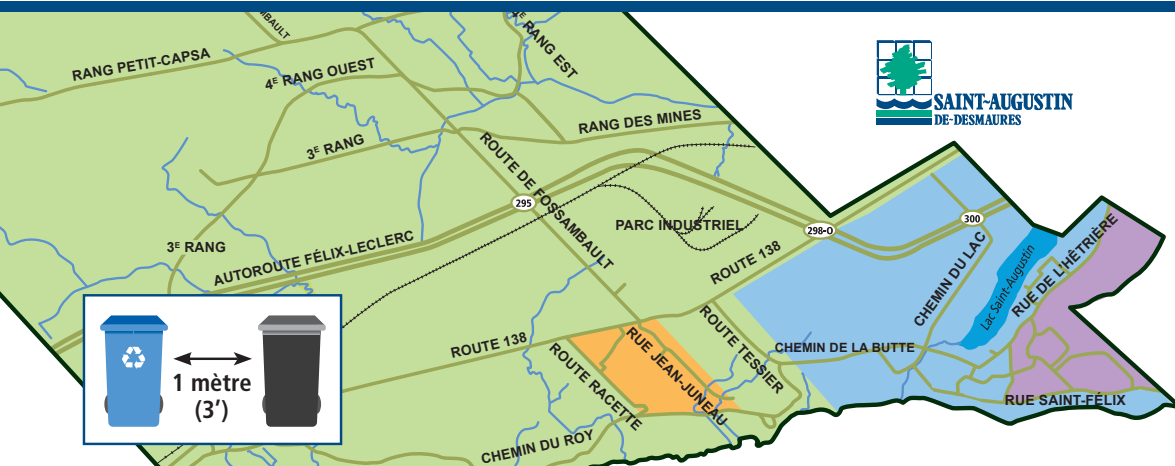 MBAULT
4E RANG EST
RANG PETIT-CAPSA
4E RANG OUEST
SAINT-AUGUSTIN
DE-DESMAURES
RANG DES MINES
3E RANG
ROUTE DE FOSSAMBAULT
295
PARC INDUSTRIEL
298-O
300
3E RANG
AUTOROUTE FÉLIX-LECLERC
ROUTE 138
CHEMIN DU LAC
Lac Saint-Augustin
RUE DE L'HÊTRIÈRE
1 mètre
(3')
ROUTE 138
RUE JEAN-JUNEAU
ROUTE TESSIER
CHEMIN DE LA BUTTE
ROUTE RACETTE
RUE SAINT-FÉLIX
CHEMIN DU ROY